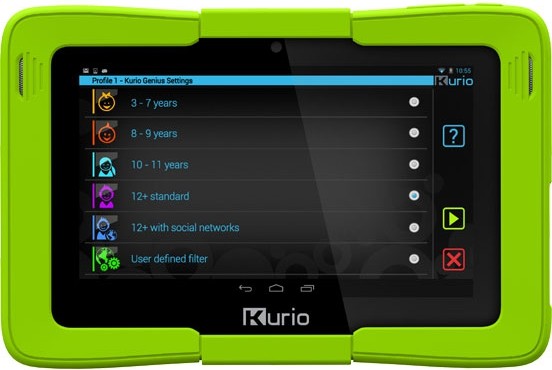 10:55
Profile 1 - Kurio Genius Settings
Kurio
3 - 7 years
8 - 9 years
10 - 11 years
?
12+ standard
12+ with social networks
User defined filter
Kurio